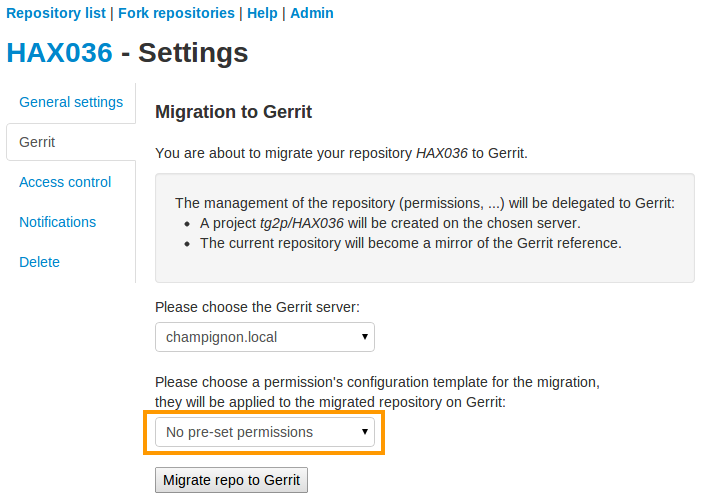 Repository list | Fork repositories | Help | Admin
HAX036 - Settings
General settings
Gerrit
Access control
Notifications
Delete
Migration to Gerrit
You are about to migrate your repository HAX036 to Gerrit.
The management of the repository (permissions, ...) will be delegated to Gerrit:
• A project tg2p/HAX036 will be created on the chosen server.
• The current repository will become a mirror of the Gerrit reference.
Please choose the Gerrit server:
champignon.local
Please choose a permission's configuration template for the migration,
they will be applied to the migrated repository on Gerrit:
No pre-set permissions
Migrate repo to Gerrit